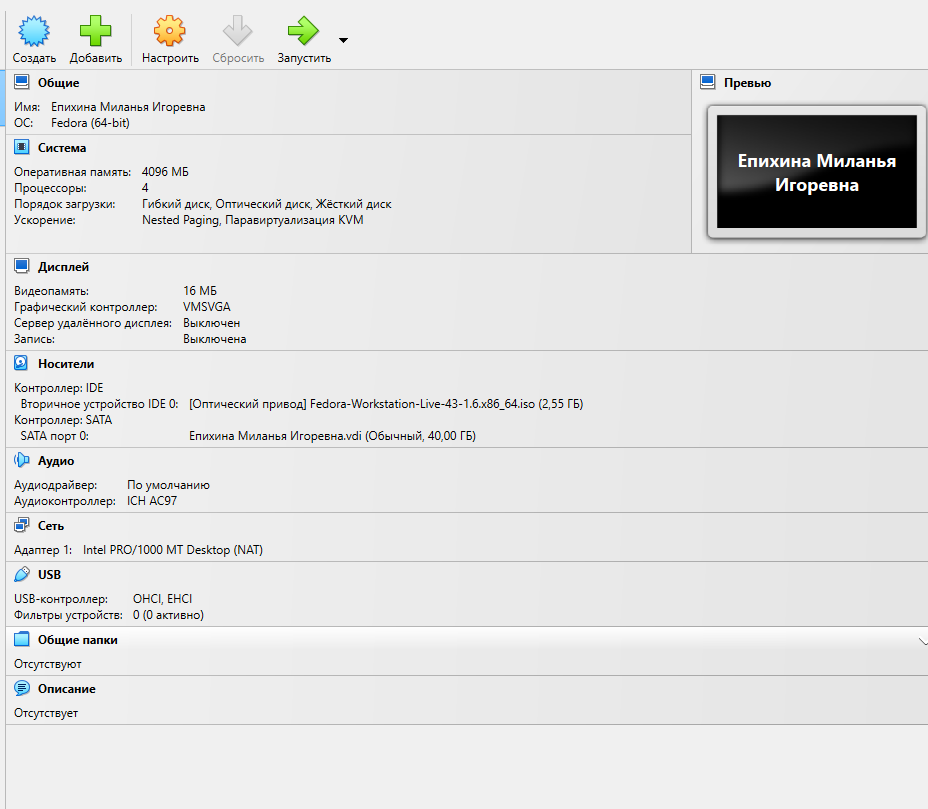 Создать Добавить Настроить Сбросить Запустить
Общие
Имя: Епихина Миланья Игоревна
ОС: Fedora (64-bit)
Превью
Епихина Миланья
Игоревна
Система
Оперативная память: 4096 МБ
Процессоры: 4
Порядок загрузки: Гибкий диск, Оптический диск, Жёсткий диск
Ускорение: Nested Paging, Паравиртуализация KVM
Дисплей
Видеопамять: 16 МБ
Графический контроллер: VMSVGA
Сервер удалённого дисплея: Выключен
Запись: Выключена
Носители
Контроллер: IDE
Вторичное устройство IDE 0: [Оптический привод] Fedora-Workstation-Live-43-1.6.x86_64.iso (2,55 ГБ)
Контроллер: SATA
SATA порт 0: Епихина Миланья Игоревна.vdi (Обычный, 40,00 ГБ)
Аудио
Аудиодрайвер: По умолчанию
Аудиоконтроллер: ICH AC97
Сеть
Адаптер 1: Intel PRO/1000 MT Desktop (NAT)
USB
USB-контроллер: OHCI, EHCI
Фильтры устройств: 0 (0 активно)
Общие папки
Отсутствуют
Описание
Отсутствует